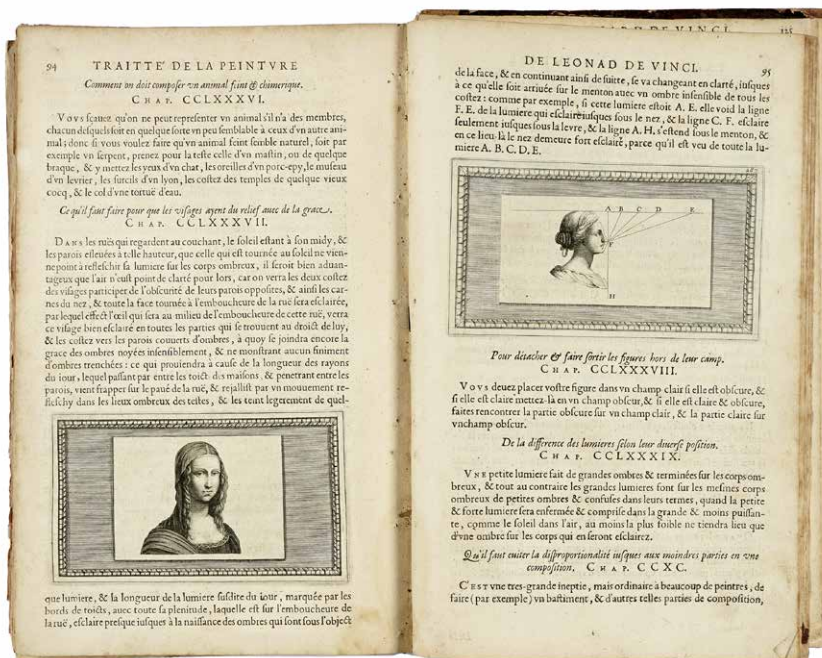 94 TRAITTE' DE LA PEINTVRE
Comment on doit composer vn animal feint & chimerique.
CHAP. CCLXXXVI.
Vovs sçauez qu'on ne peut representer vn animal s'il n'a des membres,
chacun desquels soit en quelque sorte vn peu semblable à ceux d'vn autre ani-
mal; donc si vous voulez faire qu'vn animal feint semble naturel, soit par
exemple vn serpent, prenez pour la teste celle d'vn mastin, ou de quelque
braque, & y mettez les yeux d'vn chat, les oreilles d'vn porc-epy, le museau
d'vn levrier, les surcils d'vn lyon, les costez des temples de quelque vieux
cocq, & le col d'vne tortuë d'eau.
Ce qu'il faut faire pour que les visages ayent du relief auec de la grace.
CHAP. CCLXXXVII.
DANS les ruës qui regardent au couchant, le soleil estant à son midy, &
les parois esleuées à telle hauteur, que celle qui est tournée au soleil ne vien-
ne point à refleschir sa lumiere sur les corps ombreux, il seroit bien aduan-
tageux que l'air n'eust point de clarté pour lors, car on verra les deux costez
des visages participer de l'obscurité de leurs parois opposites, & ainsi les car-
nes du nez, & toute la face tournée à l'emboucheure de la ruë sera esclairée,
par lequel effect l'œil qui sera au milieu de l'emboucheure de cette ruë, verra
ce visage bien esclairé en toutes les parties qui se trouuent au droict de luy,
& les costez vers les parois couuerts d'ombres, à quoy se joindra encore la
grace des ombres noyées insensiblement, & ne monstrant aucun finiment
d'ombres trenchées: ce qui prouiendra à cause de la longueur des rayons
du iour, lequel passant par entre les toicts des maisons, & penetrant entre les
parois, vient frapper sur le paué de la ruë, & rejallist par vn mouuement re-
fleschy dans les lieux ombreux des testes, & les teint legerement de quel-
que lumiere, & la longueur de la lumiere susdite du iour, marquée par les
bords de toicts, auec toute sa plenitude, laquelle est sur l'emboucheure de
la ruë, esclaire presque iusques à la naissance des ombres qui sont sous l'object
DE LEONAD DE VINCI. 95
de la face, & en continuant ainsi de suitte, se va changeant en clarté, iusques
à ce qu'elle soit arriuée sur le menton auec vn ombre insensible de tous les
costez: comme par exemple, si cette lumiere estoit A. E. elle void la ligne
F. E. de la lumiere qui esclaire iusques sous le nez, & la ligne C. F. esclaire
seulement iusques sous la levre, & la ligne A. H. s'estend sous le menton, &
en ce lieu-là le nez demeure fort esclairé, parce qu'il est veu de toute la lu-
miere A. B. C. D. E.
A B C D E
F
H
Pour détacher & faire sortir les figures hors de leur camp.
CHAP. CCLXXXVIII.
Vovs deuez placer vostre figure dans vn champ clair si elle est obscure, &
si elle est claire mettez-là en vn champ obscur, & si elle est claire & obscure,
faites rencontrer la partie obscure sur vn champ clair, & la partie claire sur
vn champ obscur.
De la difference des lumieres selon leur diuerse position.
CHAP. CCLXXXIX.
VNE petite lumiere fait de grandes ombres & terminées sur les corps om-
breux, & tout au contraire les grandes lumieres font sur les mesmes corps
ombreux de petites ombres & confuses dans leurs termes, quand la petite
& forte lumiere sera enfermée & comprise dans la grande & moins puissan-
te, comme le soleil dans l'air, au moins la plus foible ne tiendra lieu que
d'vne ombre sur les corps qui en seront esclairez.
Qu'il faut euiter la disproportionalité iusques aux moindres parties en vne
composition. CHAP. CCXC.
C'EST vne tres-grande ineptie, mais ordinaire à beaucoup de peintres, de
faire (par exemple) vn bastiment, & d'autres telles parties de composition,